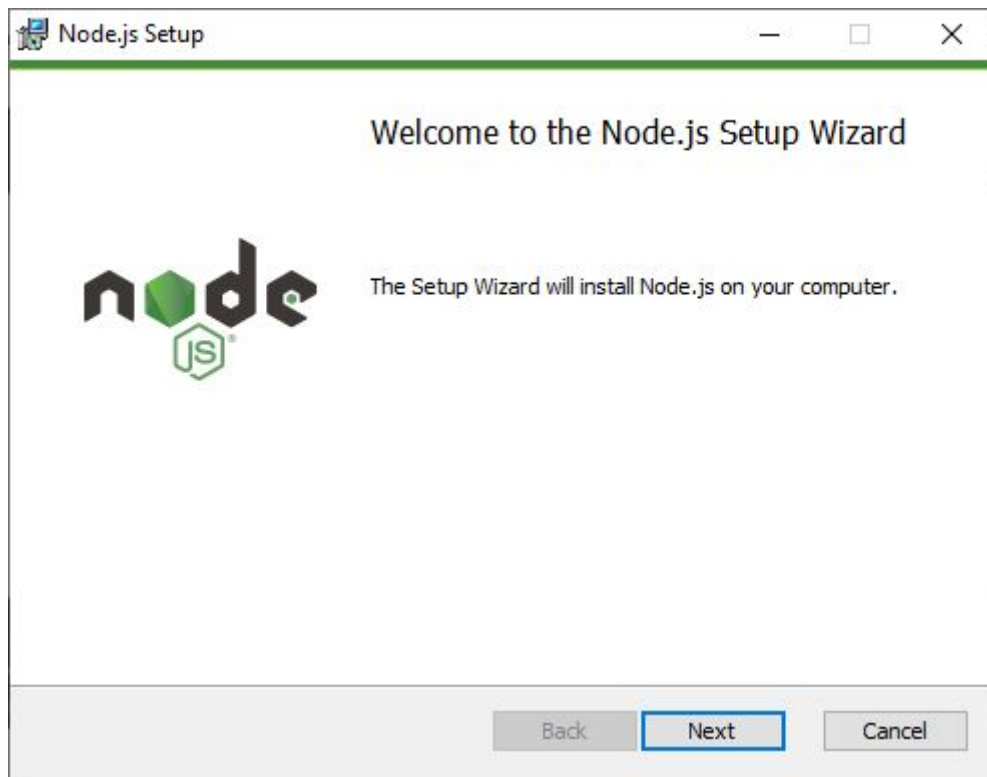 Node.js Setup
Welcome to the Node.js Setup Wizard
node
JS®
The Setup Wizard will install Node.js on your computer.
Back Next Cancel